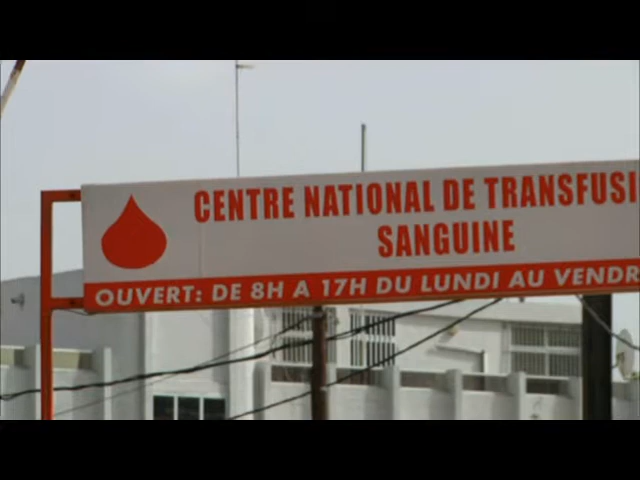 CENTRE NATIONAL DE TRANSFUSI
SANGUINE
OUVERT: DE 8H A 17H DU LUNDI AU VENDR